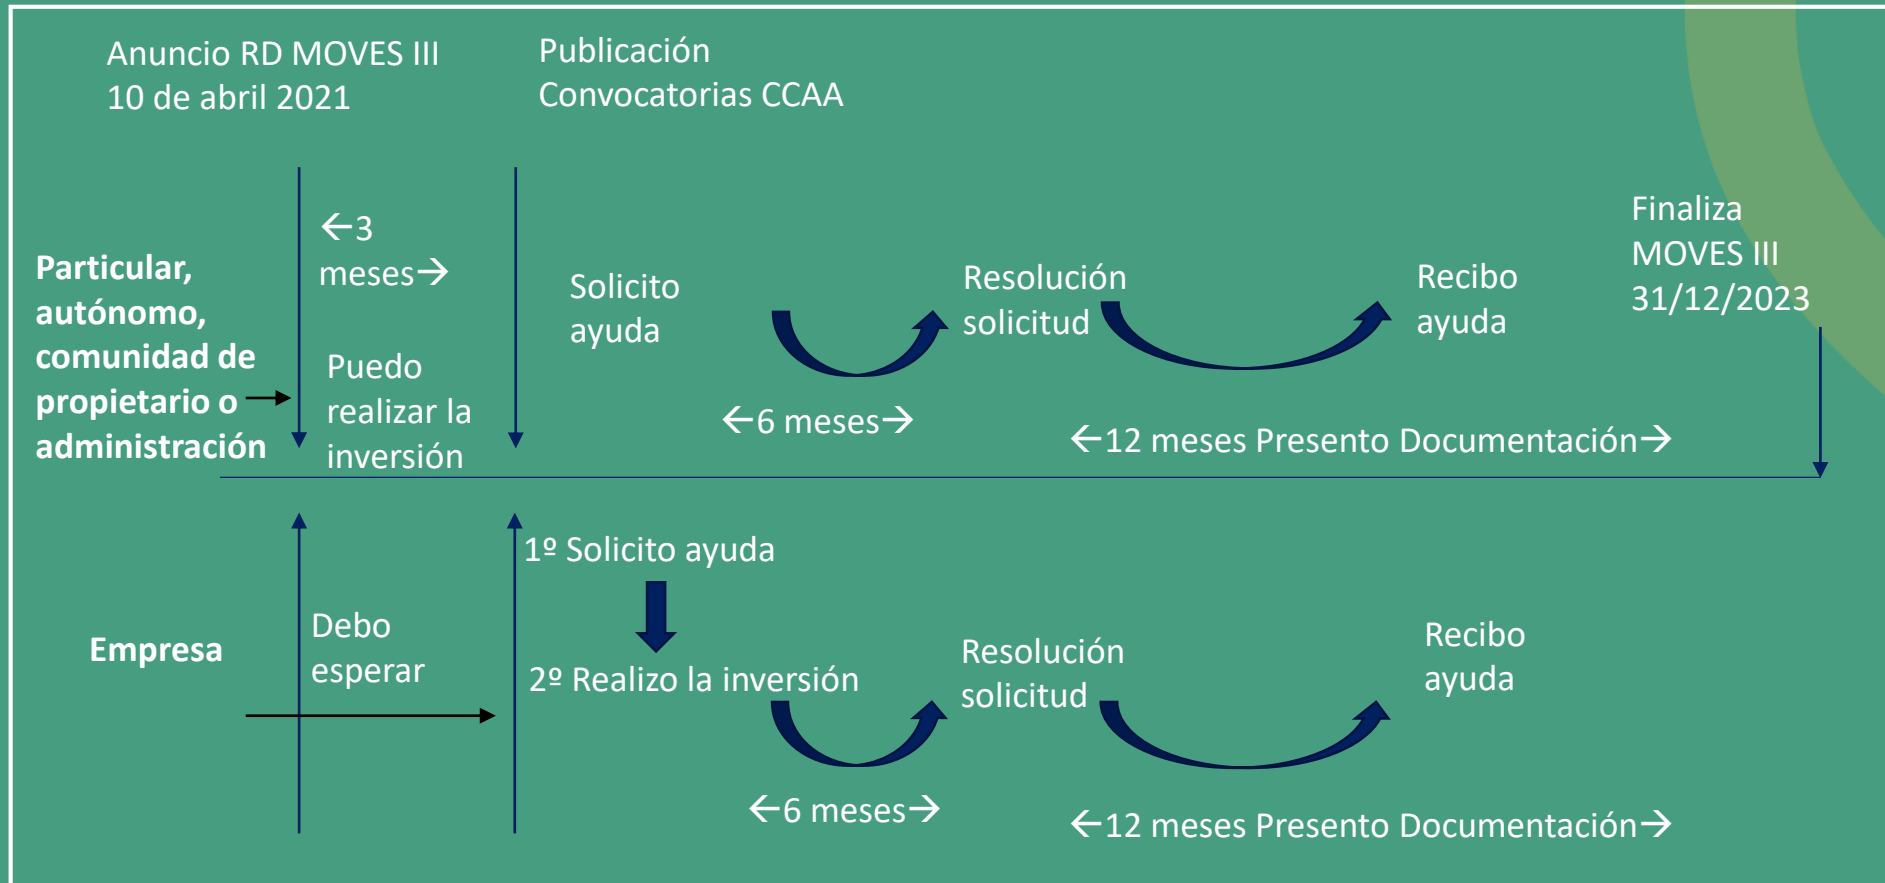 Anuncio RD MOVES III
10 de abril 2021
Publicación
Convocatorias CCAA
Particular,
autónomo,
comunidad de
propietario o
administración
←3
meses→
Puedo
realizar la
inversión
Solicito
ayuda
←6 meses→
Resolución
solicitud
←12 meses Presento Documentación→
Recibo
ayuda
Finaliza
MOVES III
31/12/2023
Empresa
Debo
esperar
1º Solicito ayuda
2º Realizo la inversión
←6 meses→
Resolución
solicitud
←12 meses Presento Documentación→
Recibo
ayuda